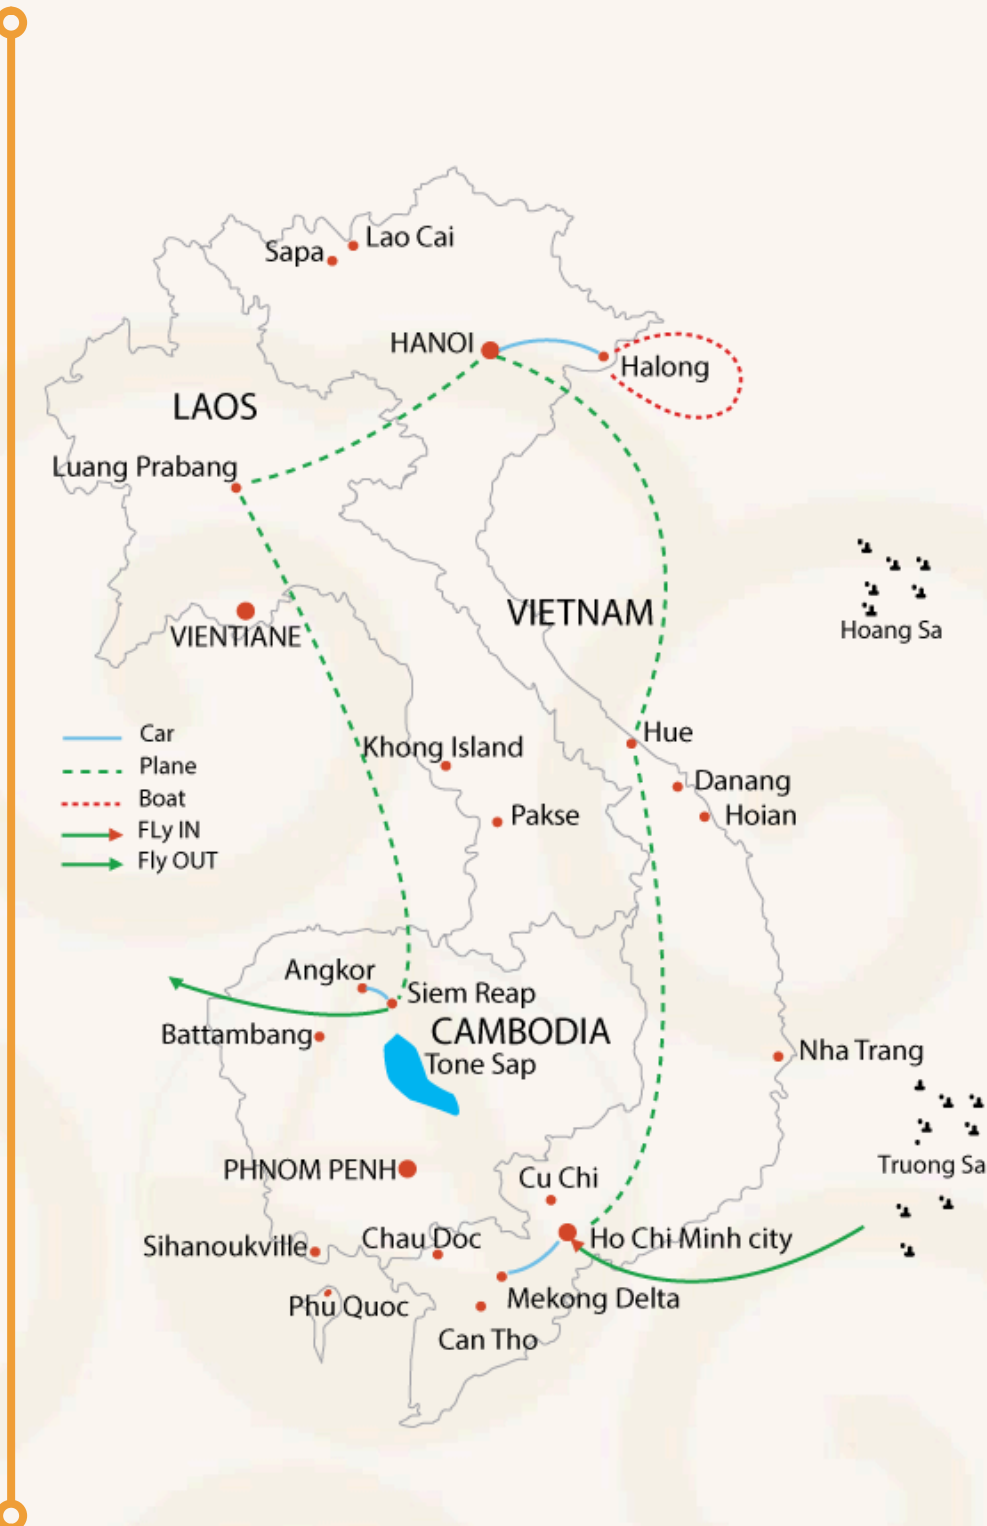 Lao Cai
Sapa
HANOI
Halong
LAOS
Luang Prabang
VIETNAM
Hoang Sa
VIENTIANE
Car
Plane
Boat
FLy IN
Fly OUT
Hue
Khong Island
Danang
Pakse
Hoian
Angkor
Siem Reap
CAMBODIA
Battambang
Tone Sap
Nha Trang
PHNOM PENH
Cu Chi
Truong Sa
Sihanoukville
Chau Doc
Ho Chi Minh city
Phu Quoc
Mekong Delta
Can Tho